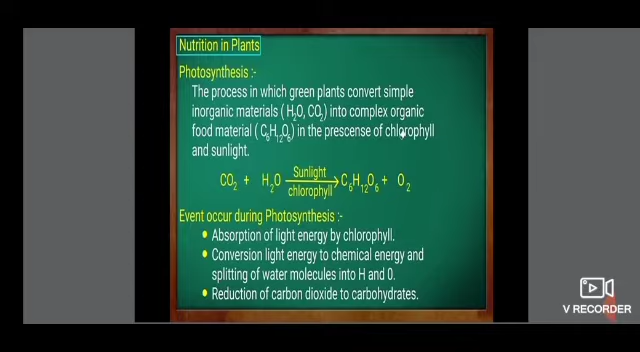 Nutrition in Plants
Photosynthesis :-
The process in which green plants convert simple
inorganic materials ( H₂O, CO₂) into complex organic
food material ( C₆H₁₂O₆) in the prescense of chlorophyll
and sunlight.
CO₂ + H₂O Sunlight chlorophyll → C₆H₁₂O₆ + O₂
Event occur during Photosynthesis :-
• Absorption of light energy by chlorophyll.
• Conversion light energy to chemical energy and
splitting of water molecules into H and O.
• Reduction of carbon dioxide to carbohydrates.
V RECORDER